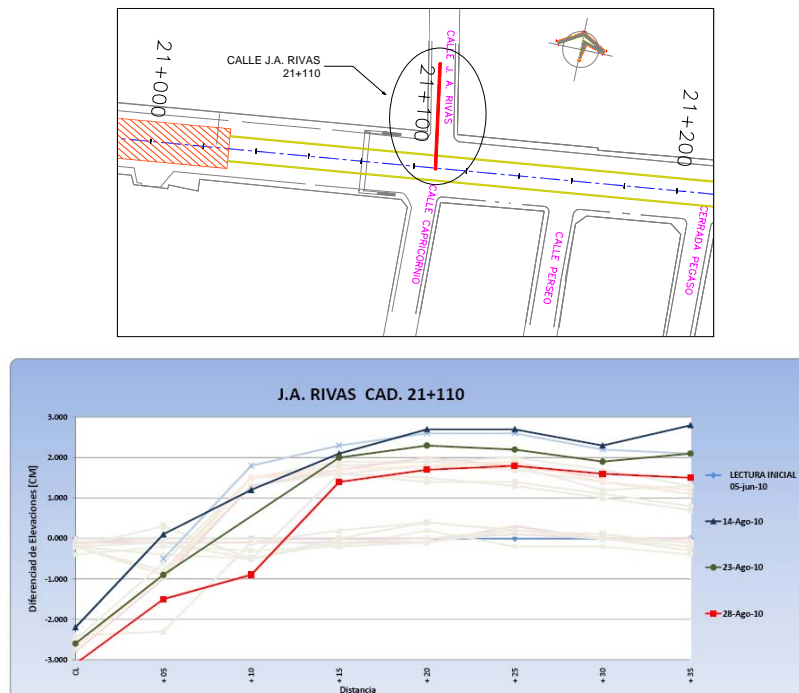 21+000
CALLE J.A. RIVAS
21+110
21+100
CALLE J. A. RIVAS
21+200
CALLE CAPRICORNIO
CALLE PERSEO
CERRADA PEGASO
J.A. RIVAS CAD. 21+110
Diferenciad de Elevaciones [CM]
3.000
2.000
1.000
0.000
-1.000
-2.000
-3.000
CL
+ 05
+ 10
+ 15
+ 20
+ 25
+ 30
+ 35
Distancia
LECTURA INICIAL
05-jun-10
14-Ago-10
23-Ago-10
28-Ago-10